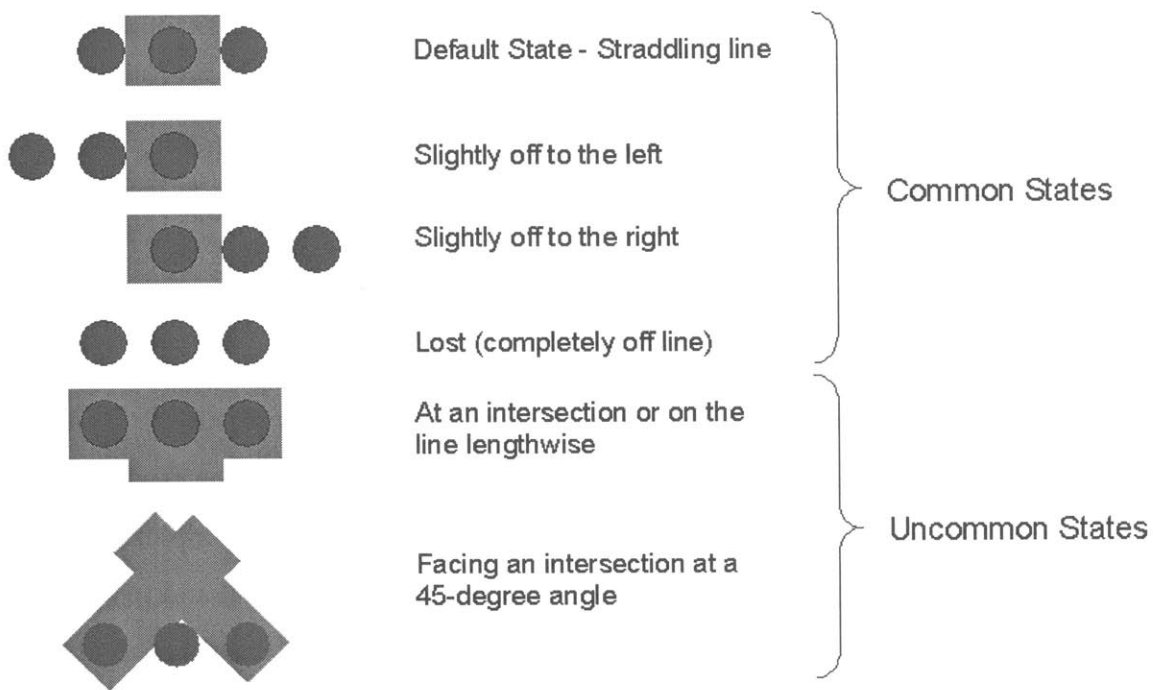 Default State - Straddling line
Slightly off to the left
Common States
Slightly off to the right
Lost (completely off line)
At an intersection or on the
line lengthwise
Uncommon States
Facing an intersection at a
45-degree angle